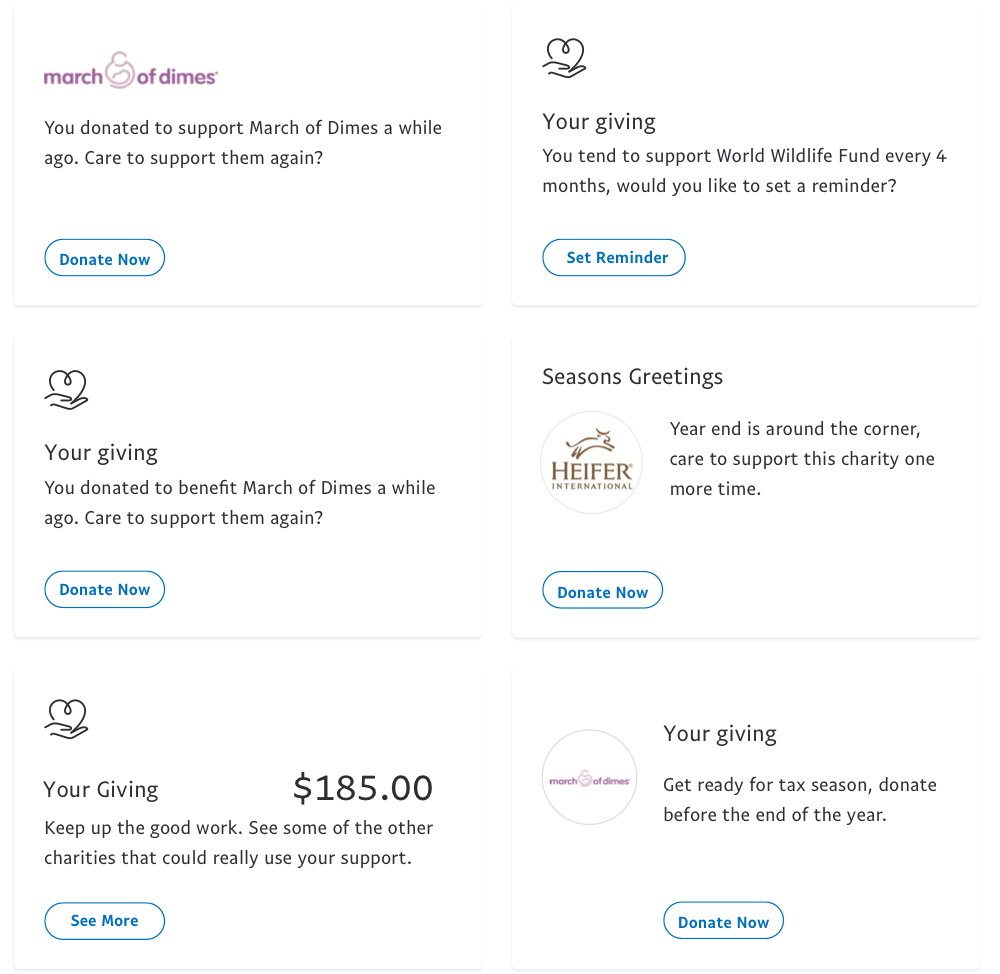 march of dimes
You donated to support March of Dimes a while
ago. Care to support them again?
Donate Now
Your giving
You tend to support World Wildlife Fund every 4
months, would you like to set a reminder?
Set Reminder
Your giving
You donated to benefit March of Dimes a while
ago. Care to support them again?
Donate Now
Seasons Greetings
HEIFER
INTERNATIONAL
Year end is around the corner,
care to support this charity one
more time.
Donate Now
Your Giving
$185.00
Keep up the good work. See some of the other
charities that could really use your support.
See More
march of dimes
Your giving
Get ready for tax season, donate
before the end of the year.
Donate Now